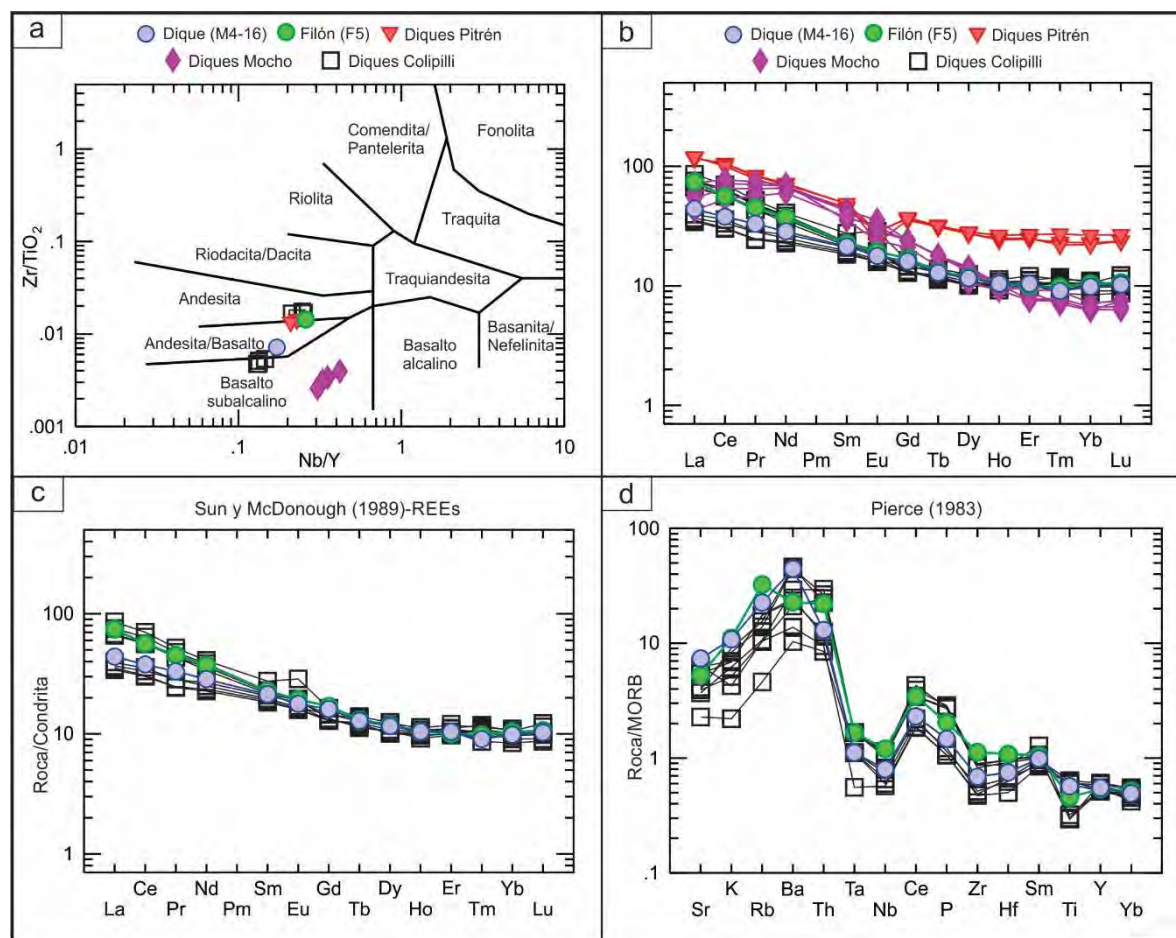 a
Dique (M4-16) Filón (F5) Diques Pitrén
Diques Mocho Diques Colipilli
Zr/TiO2
1
0.1
0.01
.001
Comendita/
Pantelerita
Fonolita
Riolita
Traquita
Riodacita/Dacita
Traquiandesita
Andesita
Andesita/Basalto
Basanita/
Nefelinita
Basalto
alcalino
Basalto
subalcalino
.01 0.1 1 10
Nb/Y
b
Dique (M4-16) Filón (F5) Diques Pitrén
Diques Mocho Diques Colipilli
100
10
1
Ce Nd Sm Gd Dy Er Yb
La Pr Pm Eu Tb Ho Tm Lu
c
Sun y McDonough (1989)-REEs
Roca/Condrita
100
10
1
Ce Nd Sm Gd Dy Er Yb
La Pr Pm Eu Tb Ho Tm Lu
d
Pierce (1983)
Roca/MORB
100
10
1
.1
K Ba Ta Ce Zr Sm Y
Sr Rb Th Nb P Hf Ti Yb